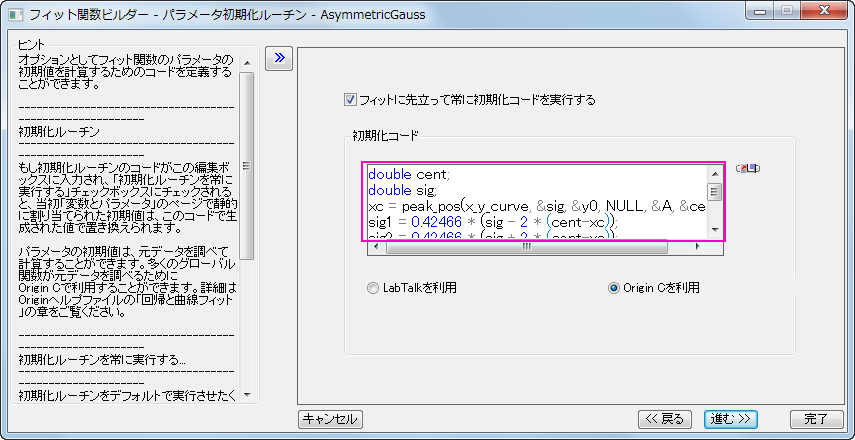 フィット関数ビルダー - パラメータ初期化ルーチン - AsymmetricGauss
ヒント
オプションとしてフィット関数のパラメータの
初期値を計算するためのコードを定義する
ことができます。
------------------------------------
---------------------
初期化ルーチン
------------------------------------
---------------------
もし初期化ルーチンのコードがこの編集ボ
ックスに入力され、「初期化ルーチンを常に
実行する」チェックボックスにチェックされる
と、当初「変数とパラメータ」のページで静的
に割り当てられた初期値は、このコードで生
成された値で置き換えられます。
パラメータの初期値は、元データを調べて
計算することができます。多くのグローバル
関数が元データを調べるために
Origin Cで利用することができます。詳細は
Originヘルプファイルの「回帰と曲線フィット
」の章をご覧ください。
------------------------------------
---------------------
初期化ルーチンを常に実行する...
------------------------------------
---------------------
初期化ルーチンをデフォルトで実行させたく
フィットに先立って常に初期化コードを実行する
初期化コード
double cent;
double sig;
xc = peak_pos(x_y_curve, &sig, &y0, NULL, &A, &ce
sig1 = 0.42466 * (sig - 2 * (cent-xc));
sig2 = 0.42466 * (sig + 2 * (cent-xc));
LabTalkを利用
Origin Cを利用
キャンセル
<< 戻る
進む >>
完了